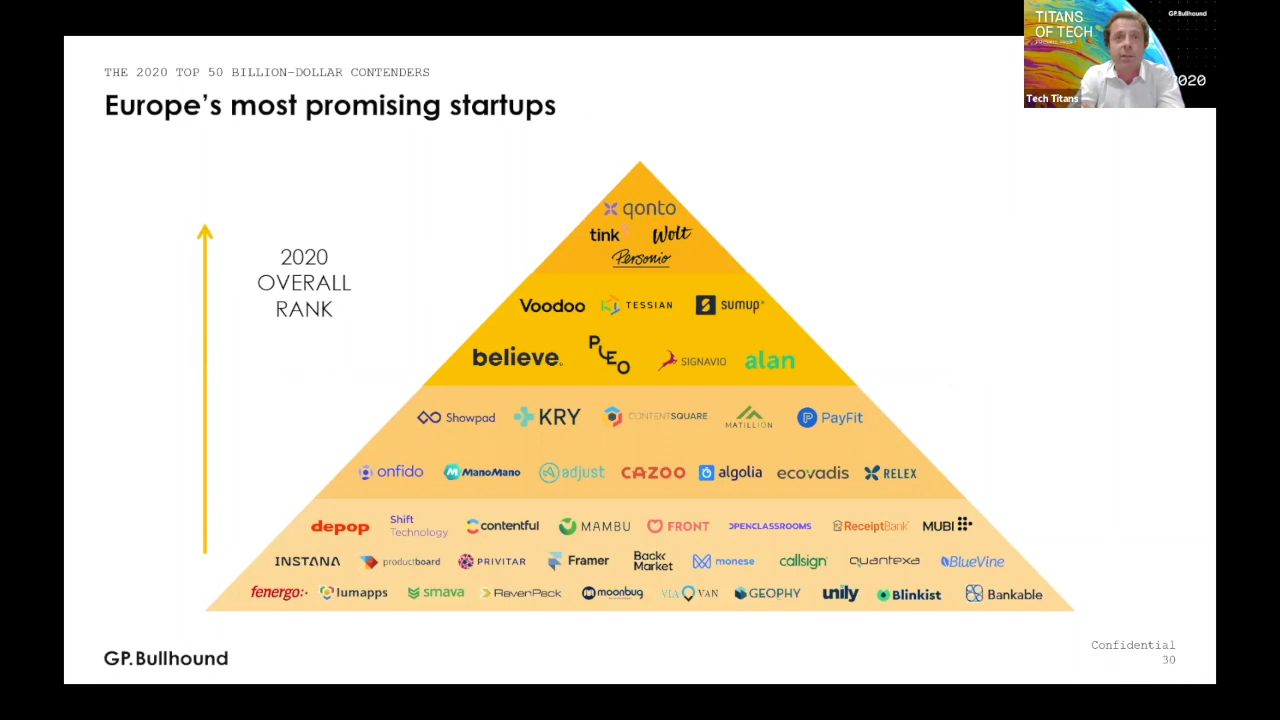 TITANS
OF TECH
GP.Bullhound
2020
Tech Titans
THE 2020 TOP 50 BILLION-DOLLAR CONTENDERS
Europe's most promising startups
2020
OVERALL
RANK
qonto
tink Wolt
Personio
Voodoo TESSIAN sumup
believe. PLEO SIGNAVIO alan
Showpad KRY CONTENTSQUARE MATILLION PayFit
onfido ManoMano adjust CAZOO algolia ecovadis RELEX
depop Shift Technology contentful MAMBU FRONT OPENCLASSROOMS ReceiptBank MUBI
INSTANA productboard PRIVITAR Framer Back Market monese callsign quantexa BlueVine
fenergo lumapps smava RavenPack moonbug VIA VAN GEOPHY unily Blinkist Bankable
GP.Bullhound
Confidential
30